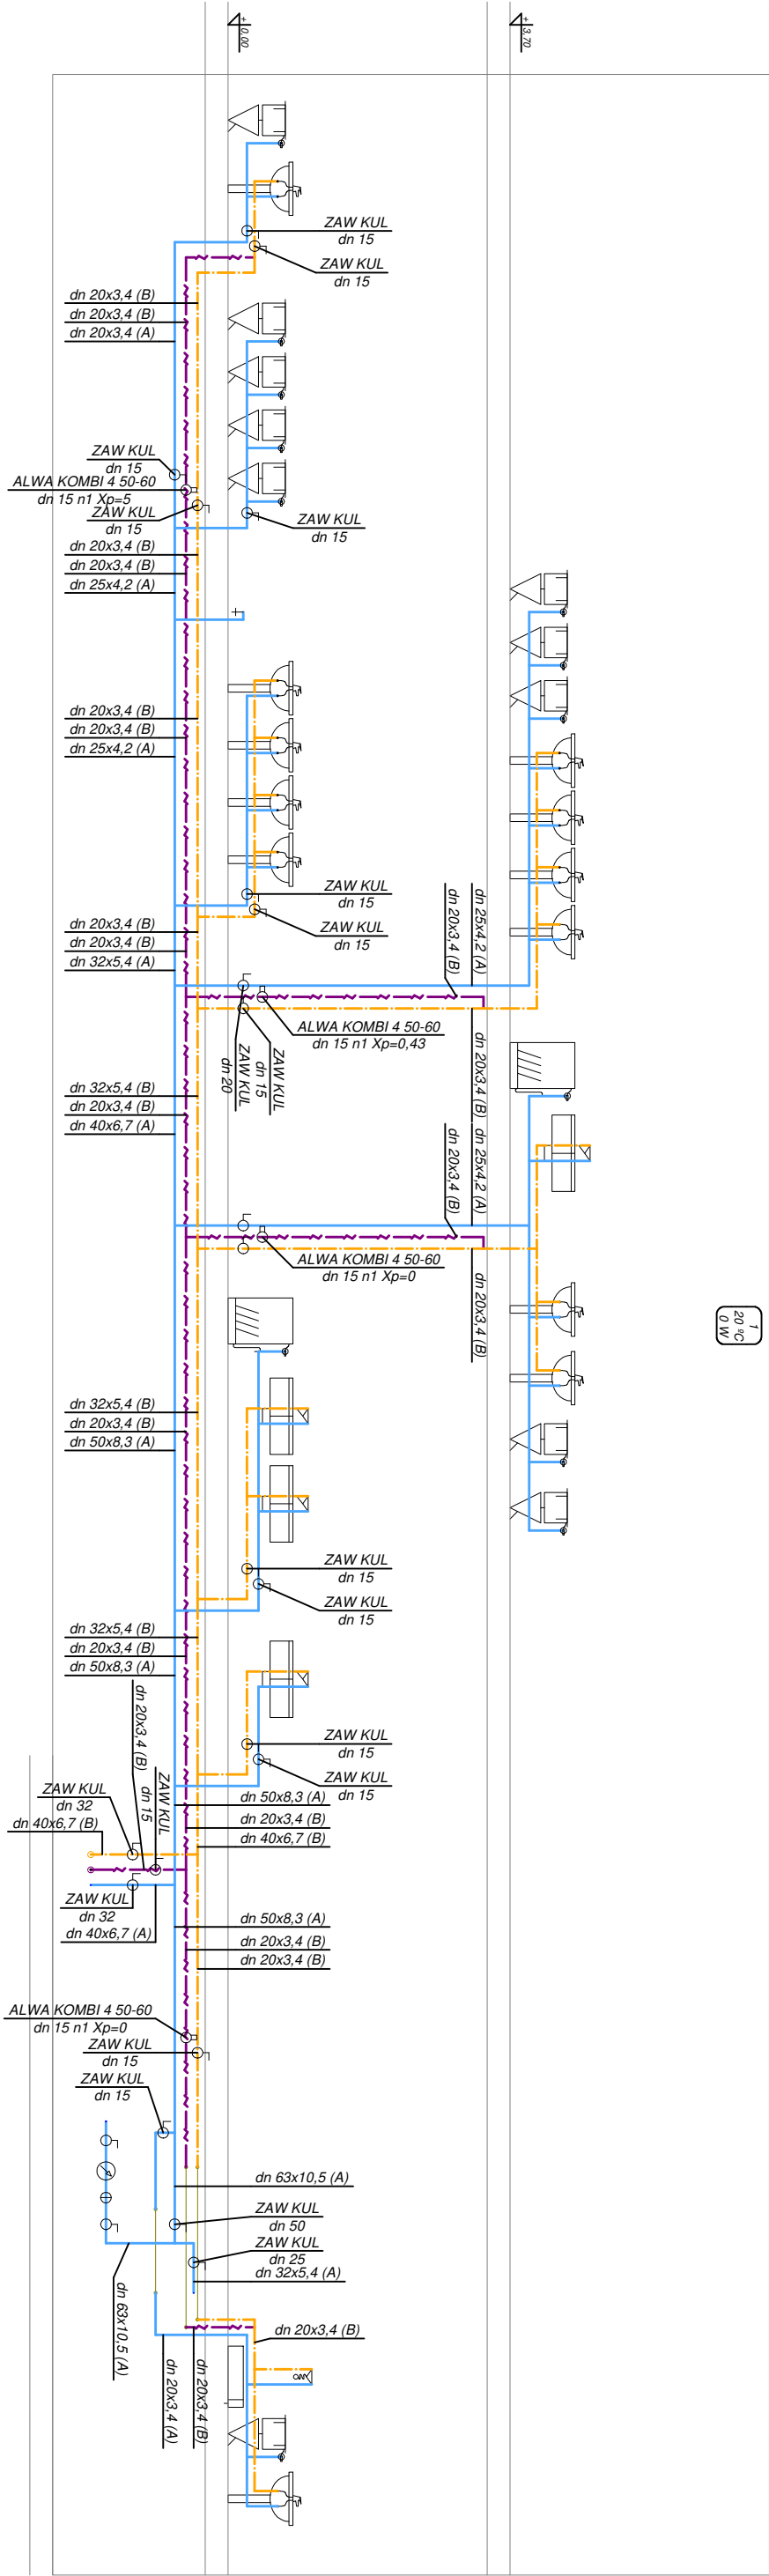 +
0,00
+
3,70
ZAW KUL
dn 15
ZAW KUL
dn 15
dn 20x3,4 (B)
dn 20x3,4 (B)
dn 20x3,4 (A)
ZAW KUL
dn 15
ALWA KOMBI 4 50-60
dn 15 n1 Xp=5
ZAW KUL
dn 15
ZAW KUL
dn 15
dn 20x3,4 (B)
dn 20x3,4 (B)
dn 25x4,2 (A)
dn 20x3,4 (B)
dn 20x3,4 (B)
dn 25x4,2 (A)
ZAW KUL
dn 15
ZAW KUL
dn 15
dn 20x3,4 (B)
dn 20x3,4 (B)
dn 32x5,4 (A)
dn 20x3,4 (B)
dn 25x4,2 (A)
ALWA KOMBI 4 50-60
dn 15 n1 Xp=0,43
ZAW KUL
dn 15
ZAW KUL
dn 20
dn 20x3,4 (B)
dn 32x5,4 (B)
dn 20x3,4 (B)
dn 40x6,7 (A)
dn 20x3,4 (B)
dn 25x4,2 (A)
ALWA KOMBI 4 50-60
dn 15 n1 Xp=0
dn 20x3,4 (B)
1
20 °C
0 W
dn 32x5,4 (B)
dn 20x3,4 (B)
dn 50x8,3 (A)
ZAW KUL
dn 15
ZAW KUL
dn 15
dn 32x5,4 (B)
dn 20x3,4 (B)
dn 50x8,3 (A)
ZAW KUL
dn 15
ZAW KUL
dn 15
dn 20x3,4 (B)
ZAW KUL
dn 15
ZAW KUL
dn 32
dn 40x6,7 (B)
dn 50x8,3 (A)
dn 20x3,4 (B)
dn 40x6,7 (B)
ZAW KUL
dn 32
dn 40x6,7 (A)
dn 50x8,3 (A)
dn 20x3,4 (B)
dn 20x3,4 (B)
ALWA KOMBI 4 50-60
dn 15 n1 Xp=0
ZAW KUL
dn 15
ZAW KUL
dn 15
dn 63x10,5 (A)
ZAW KUL
dn 50
ZAW KUL
dn 25
dn 32x5,4 (A)
dn 63x10,5 (A)
dn 20x3,4 (B)
dn 20x3,4 (A)
dn 20x3,4 (B)